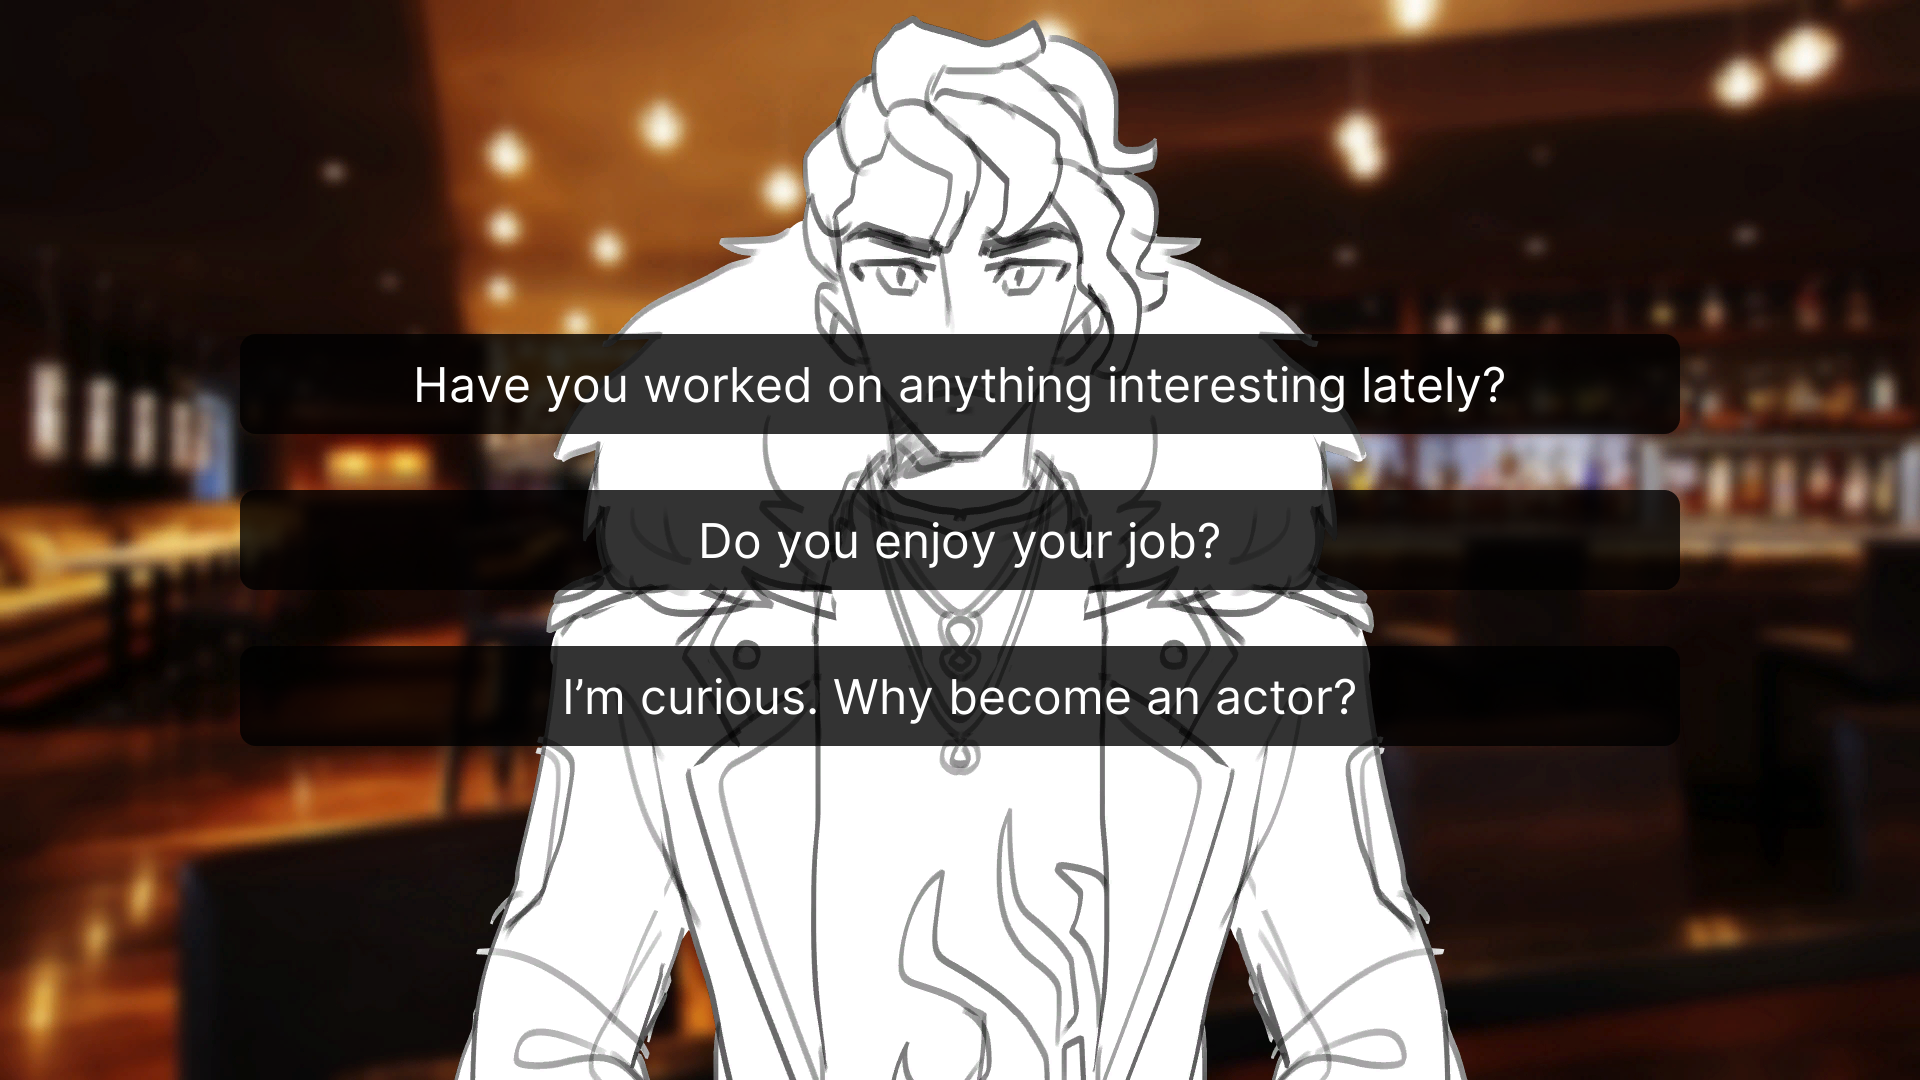 Have you worked on anything interesting lately?
Do you enjoy your job?
I’m curious. Why become an actor?